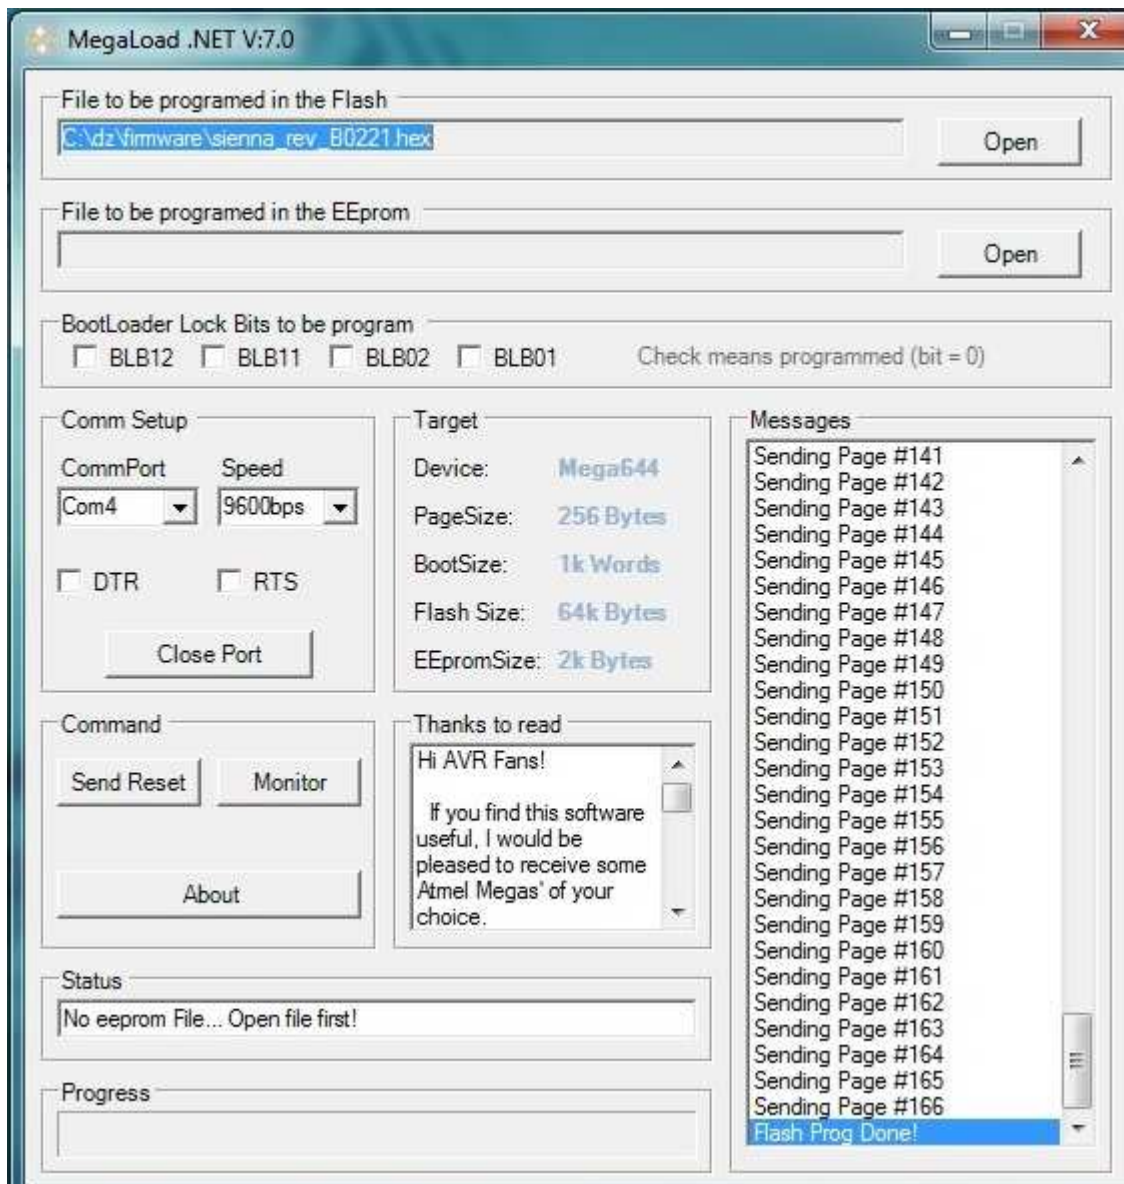 MegaLoad .NET V:7.0
File to be programed in the Flash
C:\dz\firmware\sienna_rev_B0221.hex
Open
File to be programed in the EEprom
Open
BootLoader Lock Bits to be program
BLB12 BLB11 BLB02 BLB01 Check means programmed (bit = 0)
Comm Setup
CommPort Speed
Com4 9600bps
DTR RTS
Close Port
Target
Device: Mega644
PageSize: 256 Bytes
BootSize: 1k Words
Flash Size: 64k Bytes
EEpromSize: 2k Bytes
Messages
Sending Page #141
Sending Page #142
Sending Page #143
Sending Page #144
Sending Page #145
Sending Page #146
Sending Page #147
Sending Page #148
Sending Page #149
Sending Page #150
Sending Page #151
Sending Page #152
Sending Page #153
Sending Page #154
Sending Page #155
Sending Page #156
Sending Page #157
Sending Page #158
Sending Page #159
Sending Page #160
Sending Page #161
Sending Page #162
Sending Page #163
Sending Page #164
Sending Page #165
Sending Page #166
Flash Prog Done!
Command
Send Reset Monitor
About
Thanks to read
Hi AVR Fans!
If you find this software
useful, I would be
pleased to receive some
Atmel Megas' of your
choice.
Status
No eeprom File... Open file first!
Progress